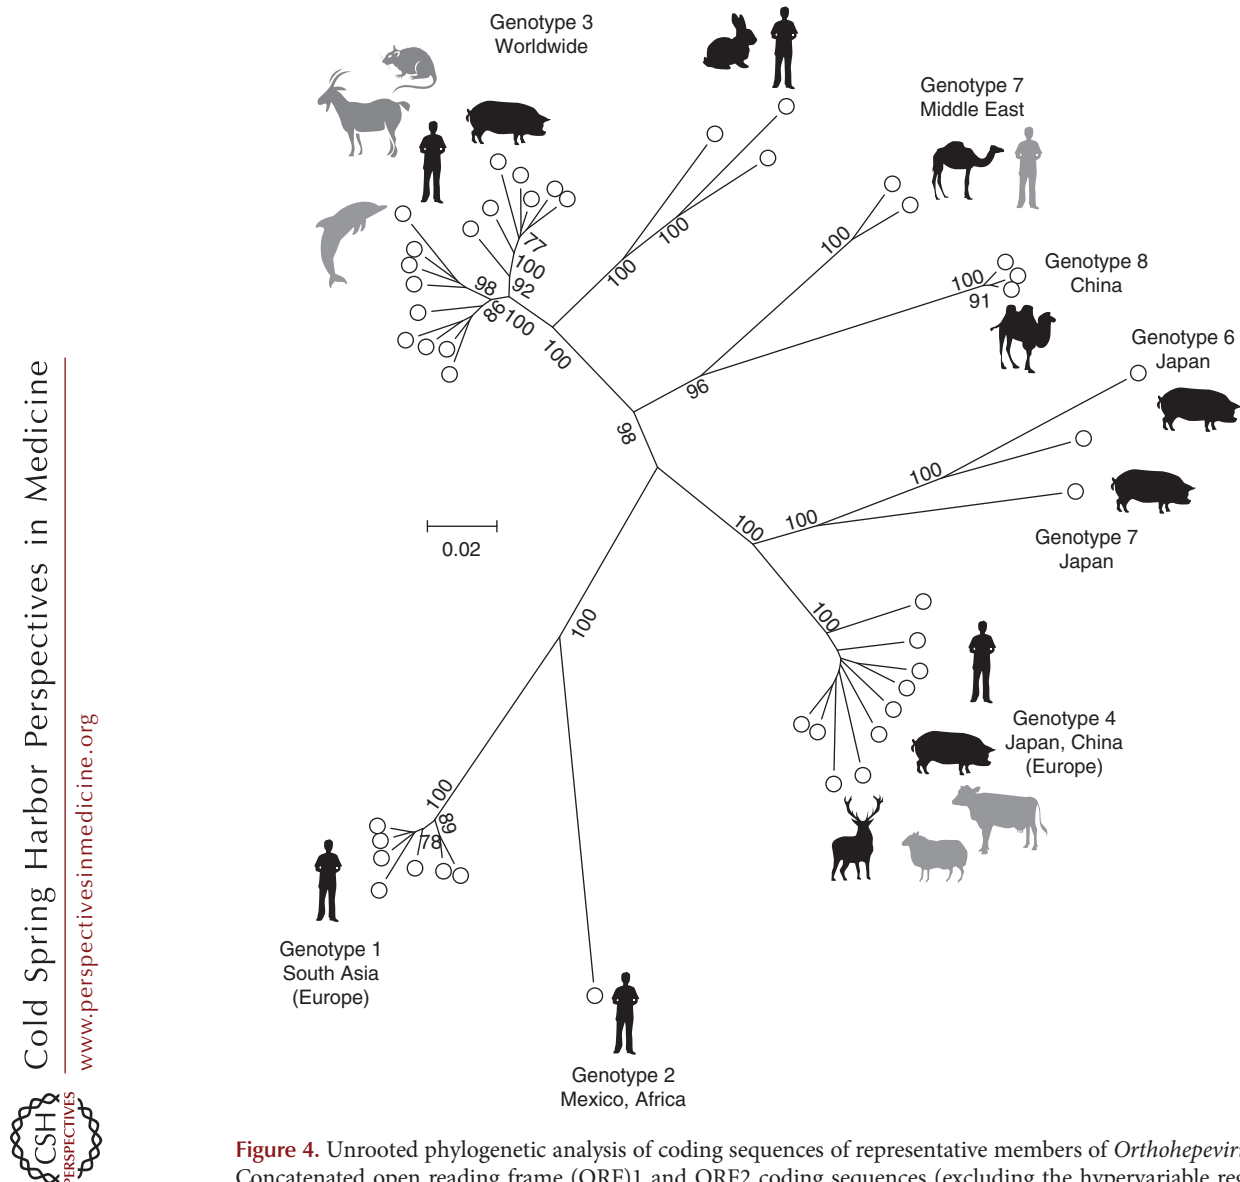 Cold Spring Harbor Perspectives in Medicine
www.perspectivesinmedicine.org
CSH
PERSPECTIVES
Genotype 3
Worldwide
Genotype 7
Middle East
Genotype 8
China
Genotype 6
Japan
Genotype 7
Japan
Genotype 4
Japan, China
(Europe)
Genotype 1
South Asia
(Europe)
Genotype 2
Mexico, Africa
77
100
92
98
86
100
100
100
100
100
100
91
96
98
0.02
100
100
100
100
100
100
89
78
Figure 4. Unrooted phylogenetic analysis of coding sequences of representative members of
Concatenated open reading frame (ORF)1 and ORF2 coding sequences (excluding the hypervariable